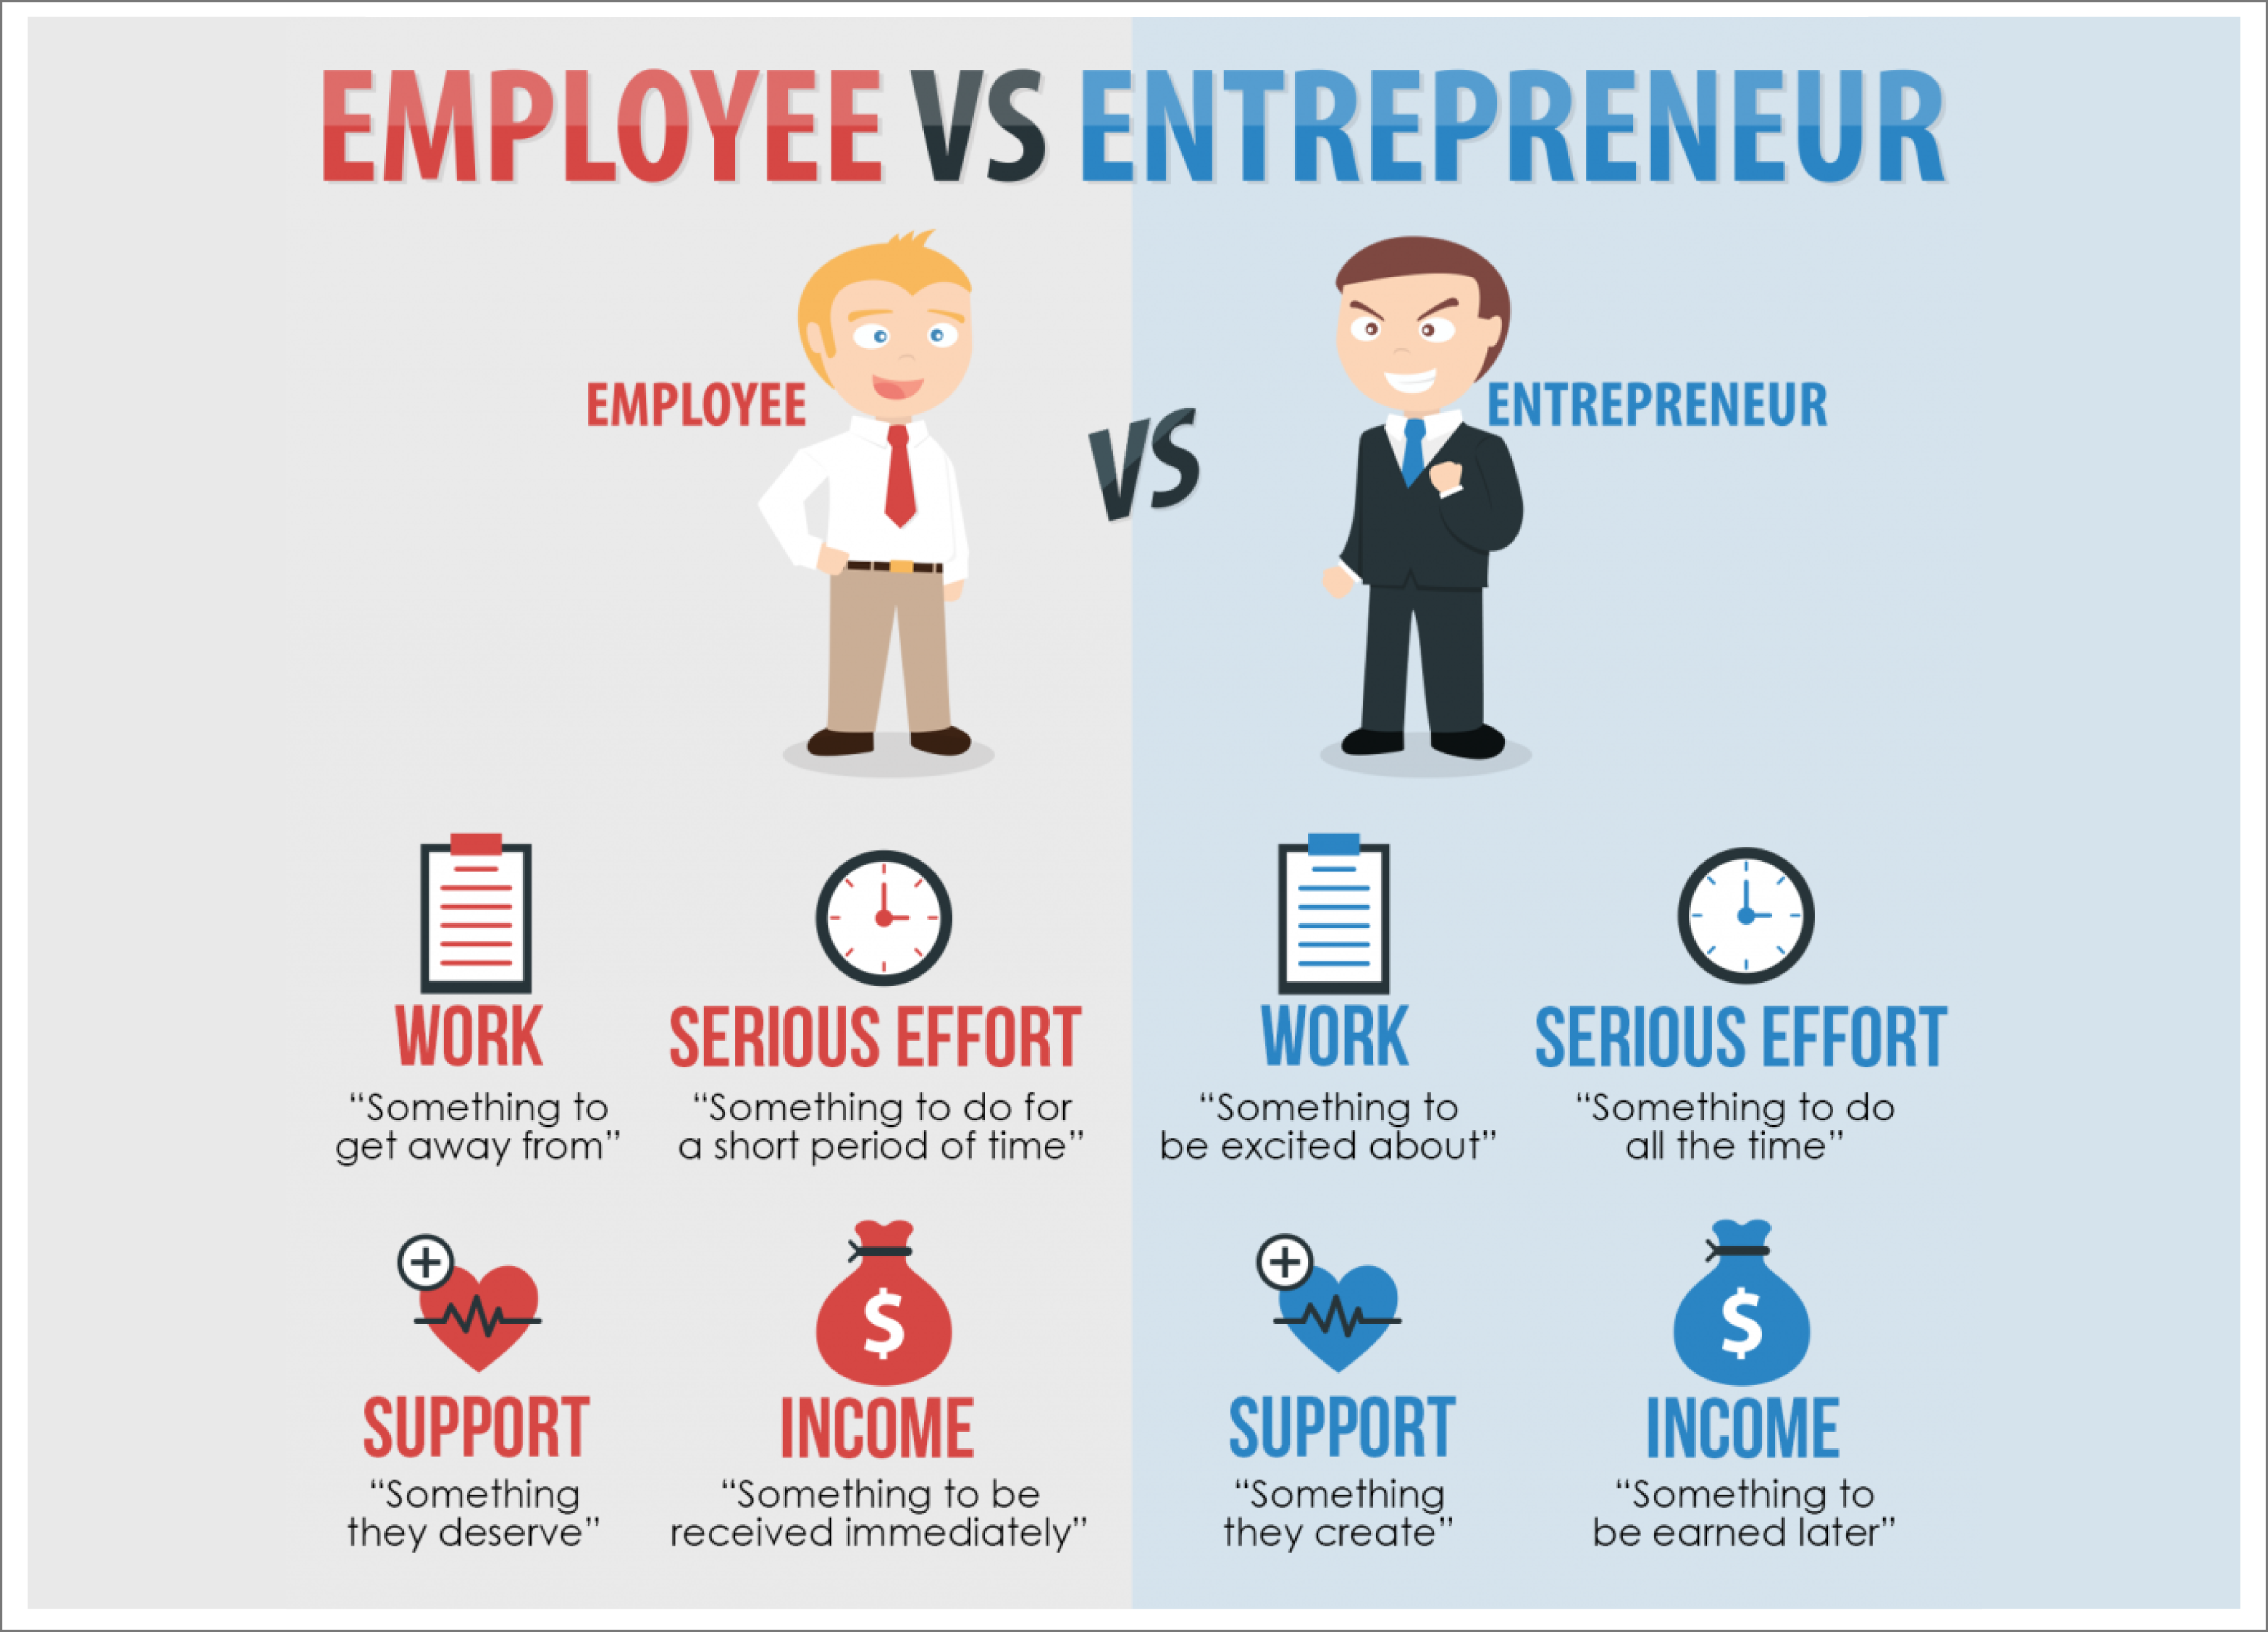 EMPLOYEE VS ENTREPRENEUR
EMPLOYEE
VS
ENTREPRENEUR
WORK
“Something to
get away from”
SERIOUS EFFORT
“Something to do for
a short period of time”
WORK
“Something to
be excited about”
SERIOUS EFFORT
“Something to do
all the time”
SUPPORT
“Something
they deserve”
INCOME
$
“Something to be
received immediately”
SUPPORT
“Something
they create”
INCOME
$
“Something to
be earned later”